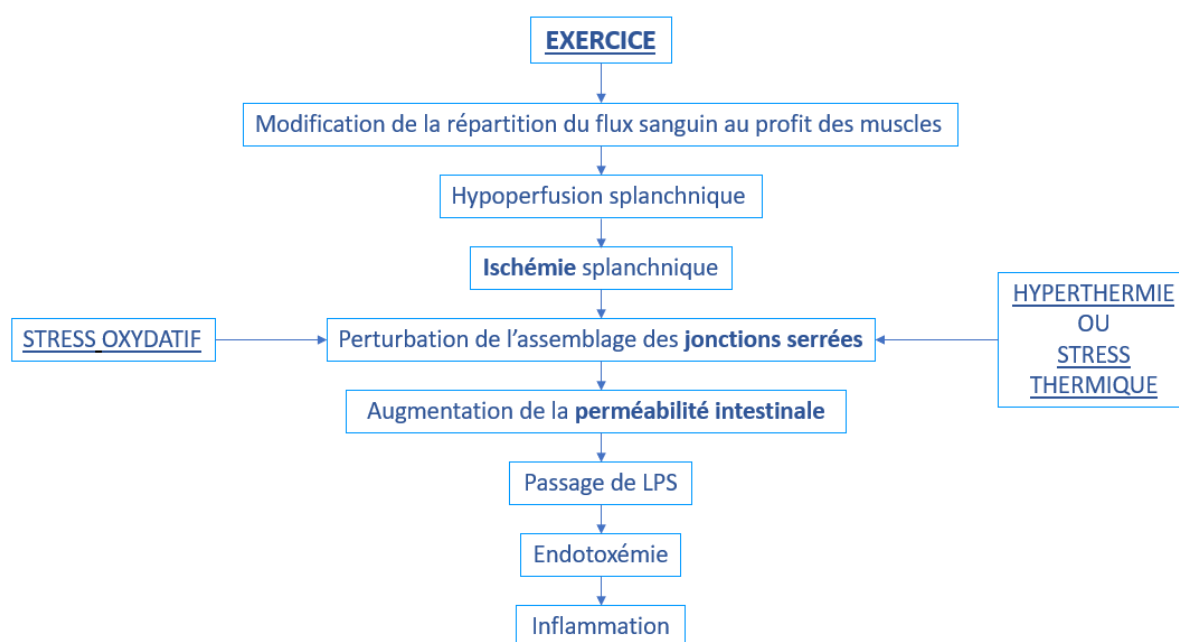 EXERCICE
Modification de la répartition du flux sanguin au profit des muscles
Hypoperfusion splanchnique
Ischémie splanchnique
STRESS OXYDATIF
Perturbation de l’assemblage des jonctions serrées
HYPERTHERMIE
OU
STRESS
THERMIQUE
Augmentation de la perméabilité intestinale
Passage de LPS
Endotoxémie
Inflammation